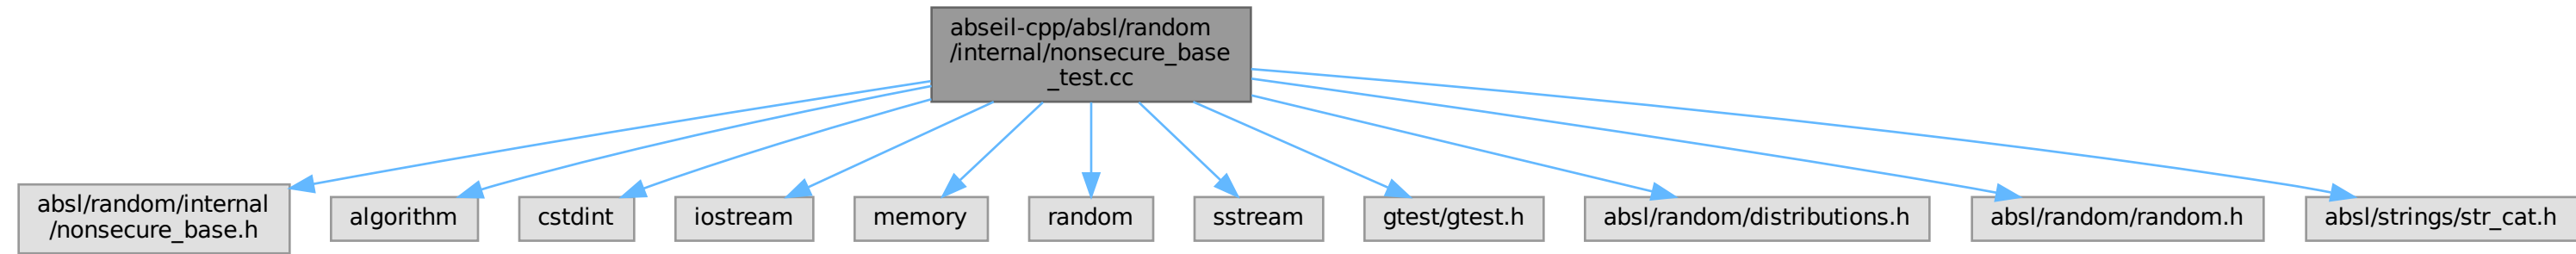 abseil-cpp/absl/random
/internal/nonsecure_base
_test.cc
absl/random/internal
/nonsecure_base.h
algorithm
cstdint
iostream
memory
random
sstream
gtest/gtest.h
absl/random/distributions.h
absl/random/random.h
absl/strings/str_cat.h